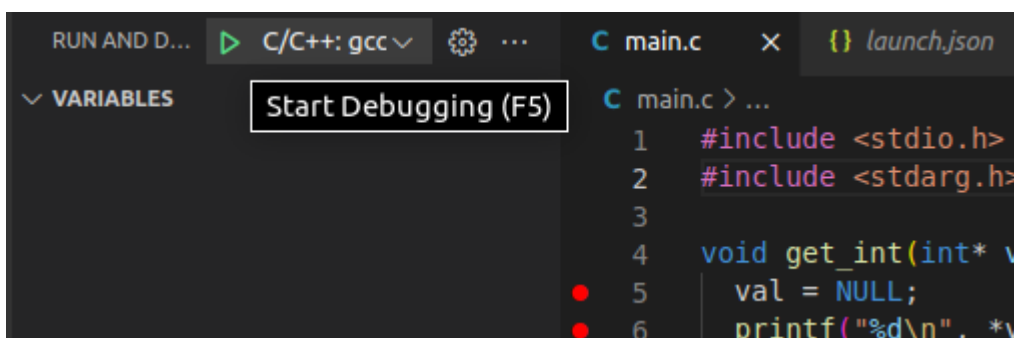 RUN AND D... C/C++: gcc ...
VARIABLES
Start Debugging (F5)
C main.c × {} launch.json
C main.c > ...
1 #include <stdio.h>
2 #include <stdarg.h>
3
4 void get_int(int* v
5 val = NULL;
6 printf("%d\n", *v